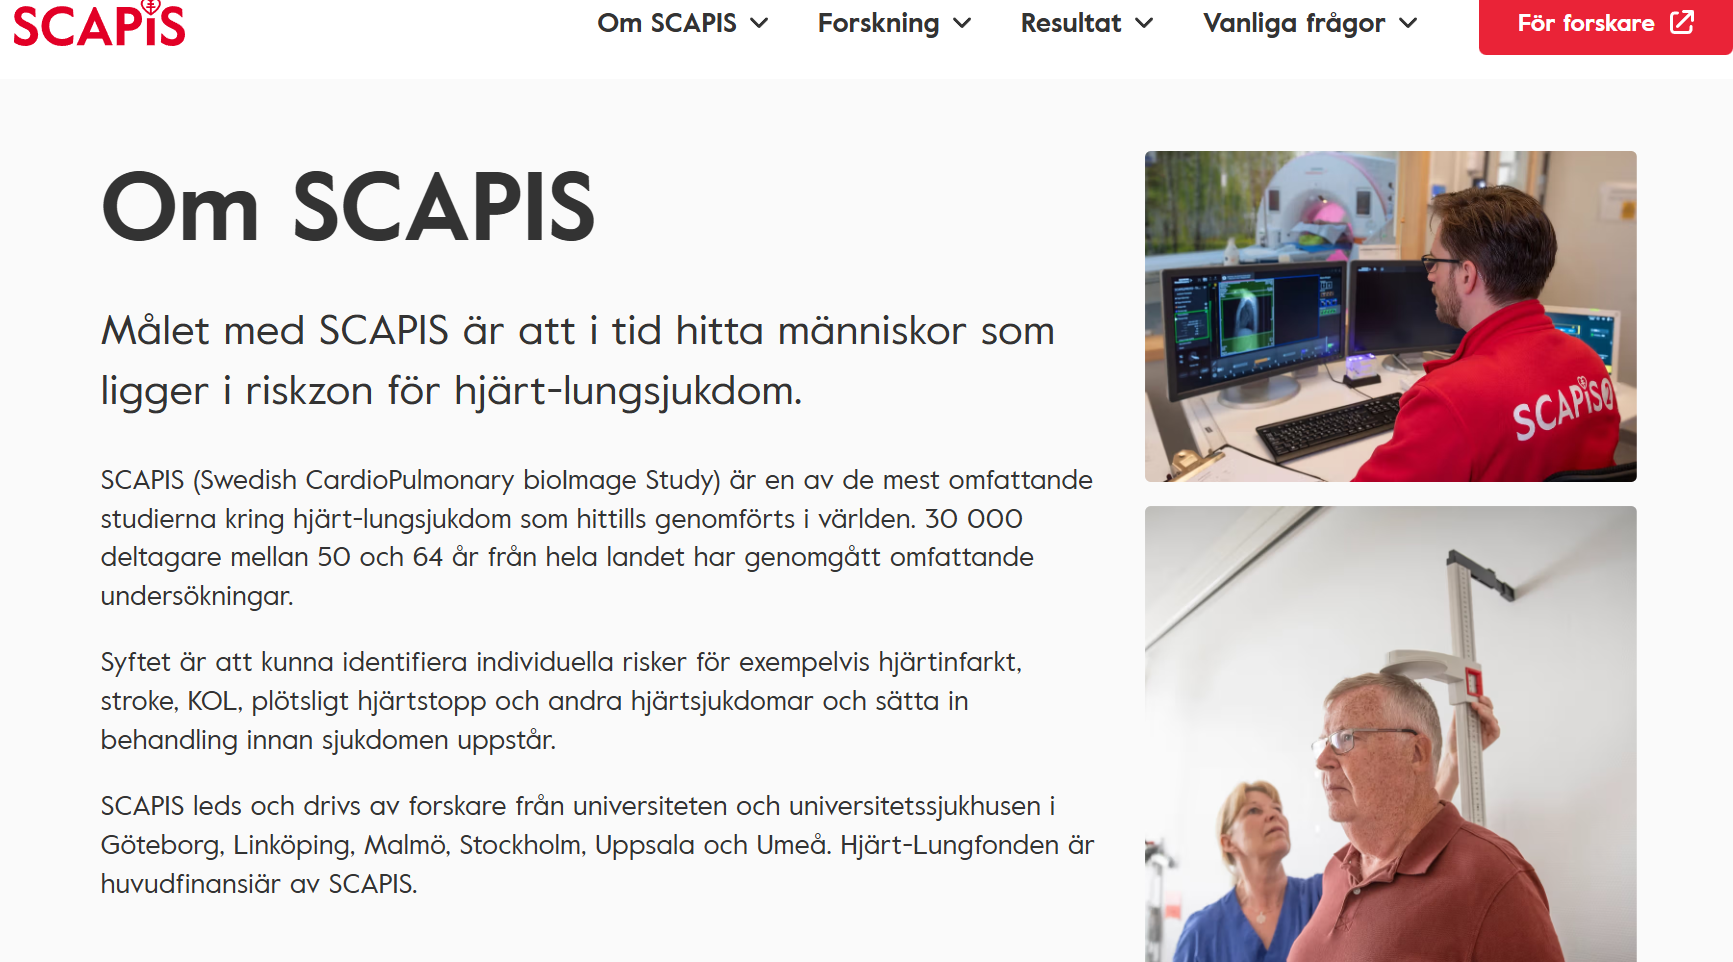 SCAPiS
Om SCAPIS
Forskning
Resultat
Vanliga frågor
För forskare
Om SCAPIS
Målet med SCAPIS är att i tid hitta människor som
ligger i riskzon för hjärt-lungsjukdom.
SCAPIS (Swedish CardioPulmonary bioImage Study) är en av de mest omfattande
studierna kring hjärt-lungsjukdom som hittills genomförts i världen. 30 000
deltagare mellan 50 och 64 år från hela landet har genomgått omfattande
undersökningar.
Syftet är att kunna identifiera individuella risker för exempelvis hjärtinfarkt,
stroke, KOL, plötsligt hjärtstopp och andra hjärtsjukdomar och sätta in
behandling innan sjukdomen uppstår.
SCAPIS leds och drivs av forskare från universiteten och universitetssjukhusen i
Göteborg, Linköping, Malmö, Stockholm, Uppsala och Umeå. Hjärt-Lungfonden är
huvudfinansiär av SCAPIS.
SCAPiS2